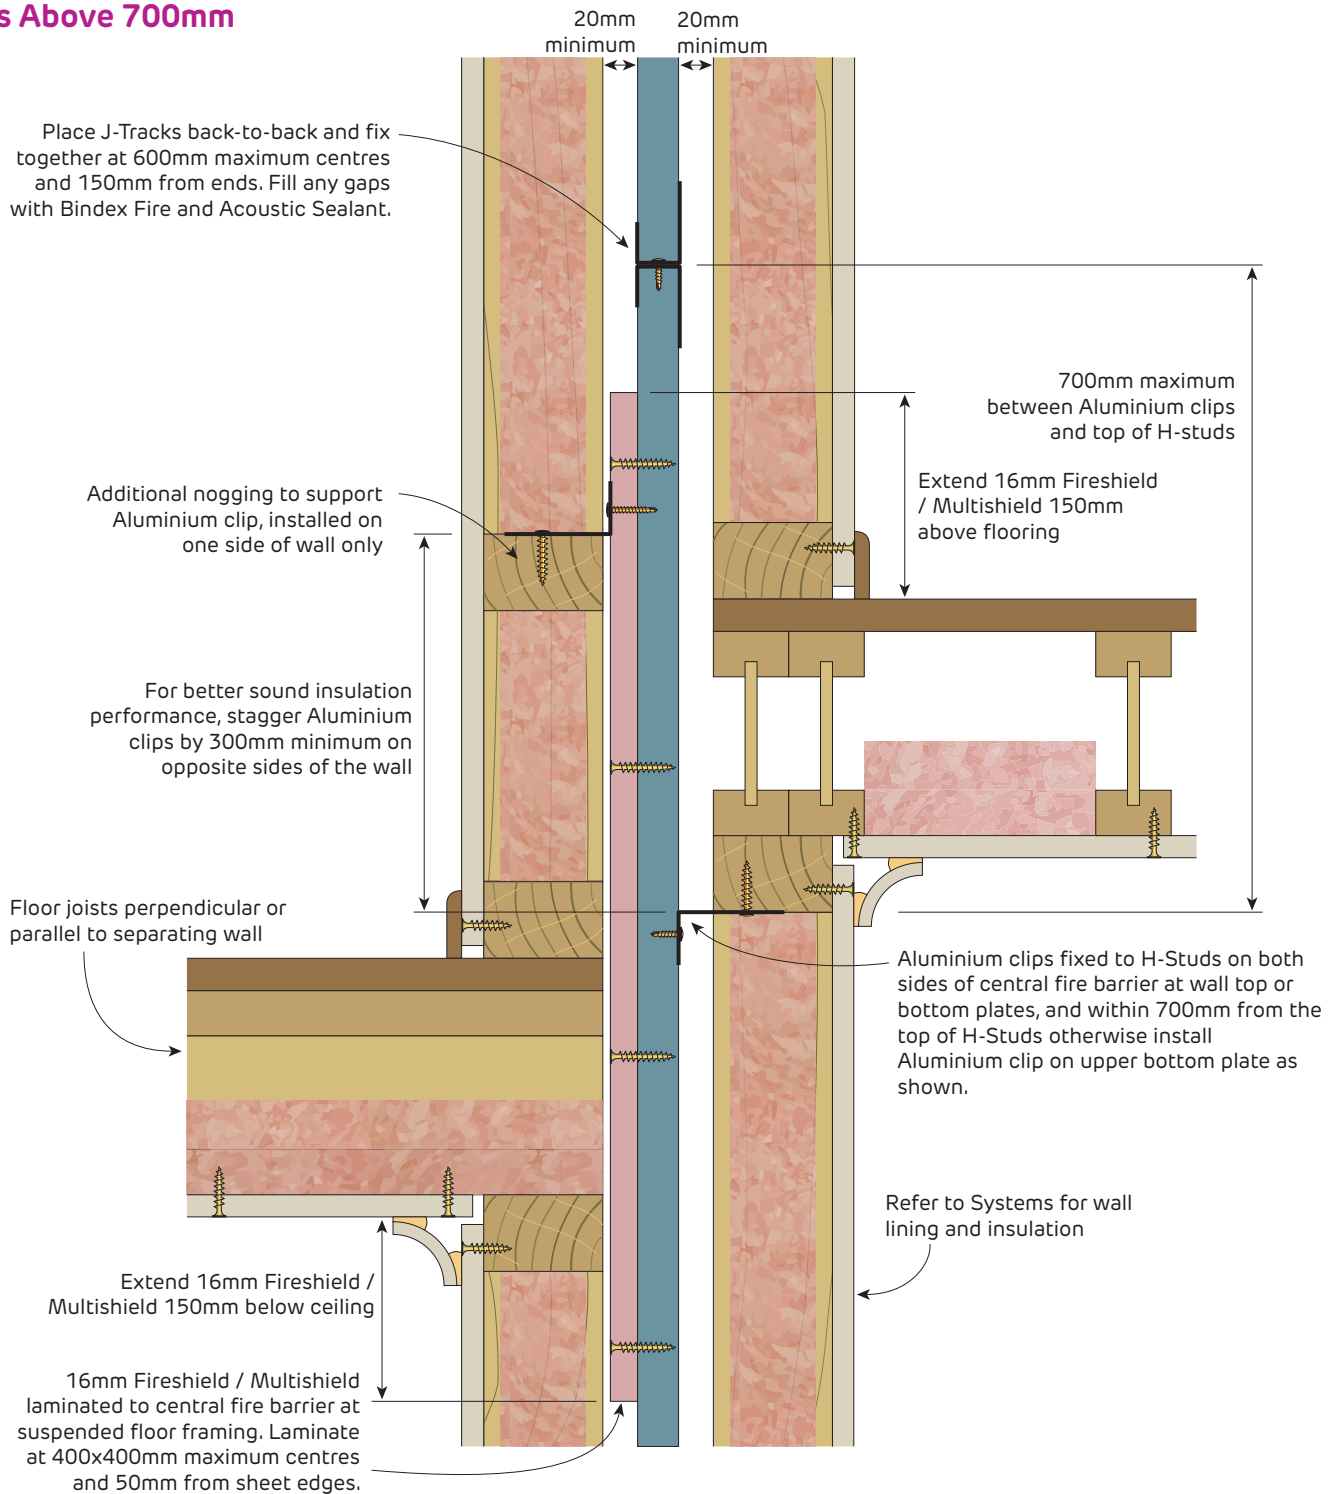 s Above 700mm
20mm
minimum
20mm
minimum
Place J-Tracks back-to-back and fix
together at 600mm maximum centres
and 150mm from ends. Fill any gaps
with Bindex Fire and Acoustic Sealant.
700mm maximum
between Aluminium clips
and top of H-studs
Extend 16mm Fireshield
/ Multishield 150mm
above flooring
Additional nogging to support
Aluminium clip, installed on
one side of wall only
For better sound insulation
performance, stagger Aluminium
clips by 300mm minimum on
opposite sides of the wall
Floor joists perpendicular or
parallel to separating wall
Aluminium clips fixed to H-Studs on both
sides of central fire barrier at wall top or
bottom plates, and within 700mm from the
top of H-Studs otherwise install
Aluminium clip on upper bottom plate as
shown.
Refer to Systems for wall
lining and insulation
Extend 16mm Fireshield /
Multishield 150mm below ceiling
16mm Fireshield / Multishield
laminated to central fire barrier at
suspended floor framing. Laminate
at 400x400mm maximum centres
and 50mm from sheet edges.